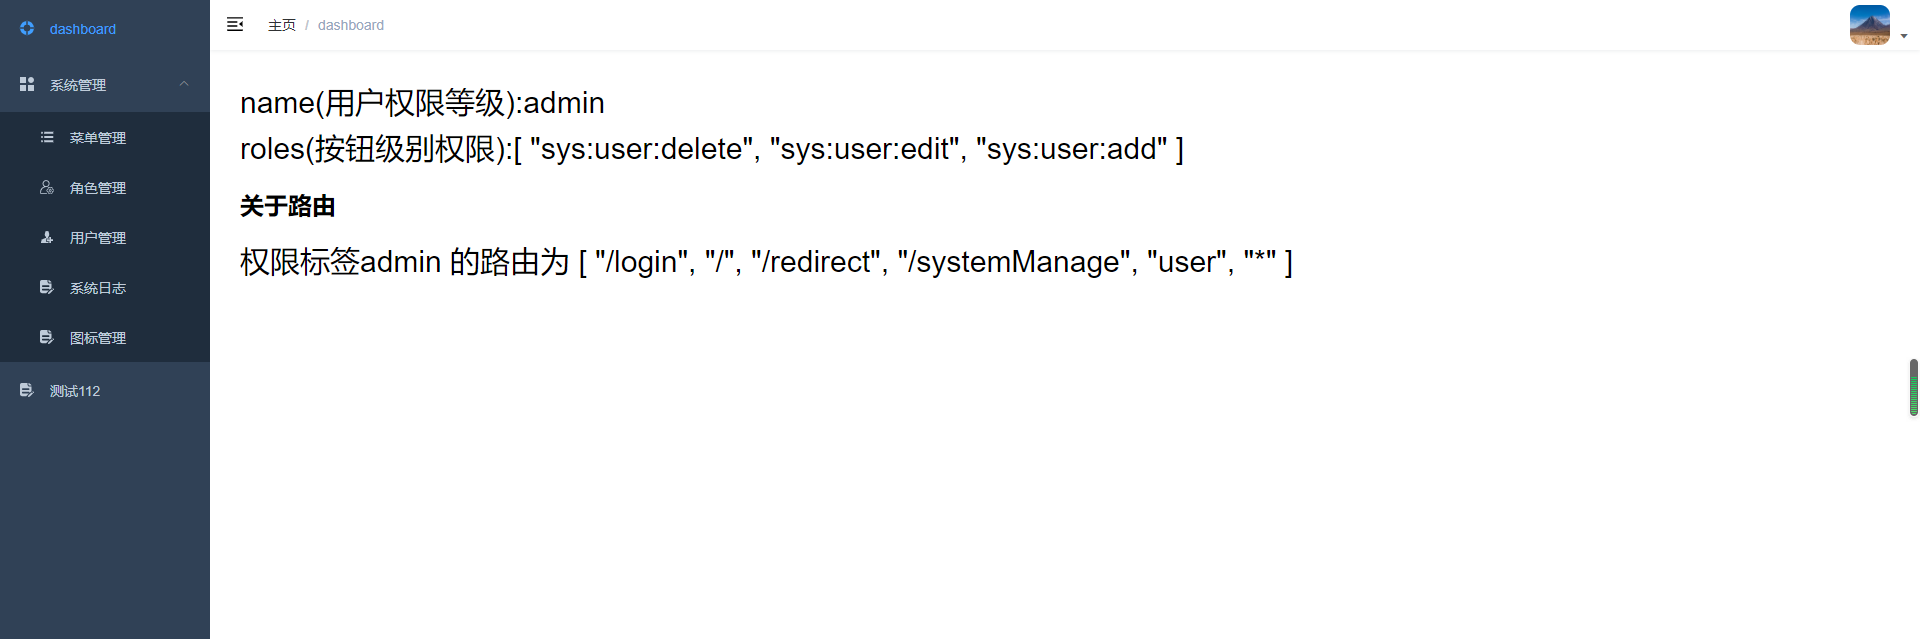 dashboard
系统管理
菜单管理
角色管理
用户管理
系统日志
图标管理
测试112
主页 / dashboard
name(用户权限等级):admin
roles(按钮级别权限):[ "sys:user:delete", "sys:user:edit", "sys:user:add" ]
关于路由
权限标签admin 的路由为 [ "/login", "/", "/redirect", "/systemManage", "user", "*" ]